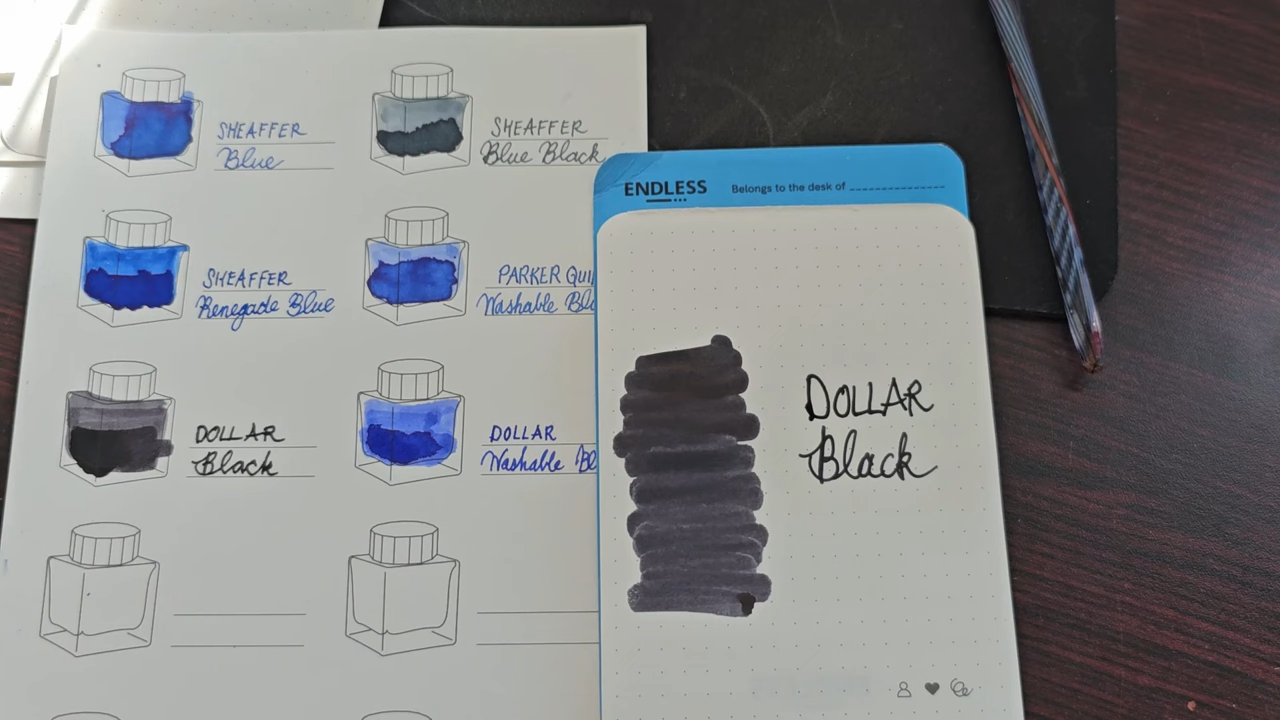 SHEAFFER
Blue
SHEAFFER
Blue Black
SHEAFFER
Renegade Blue
PARKER
Washable
DOLLAR
Black
DOLLAR
Washable
ENDLESS
Belongs to the desk of
DOLLAR
Black